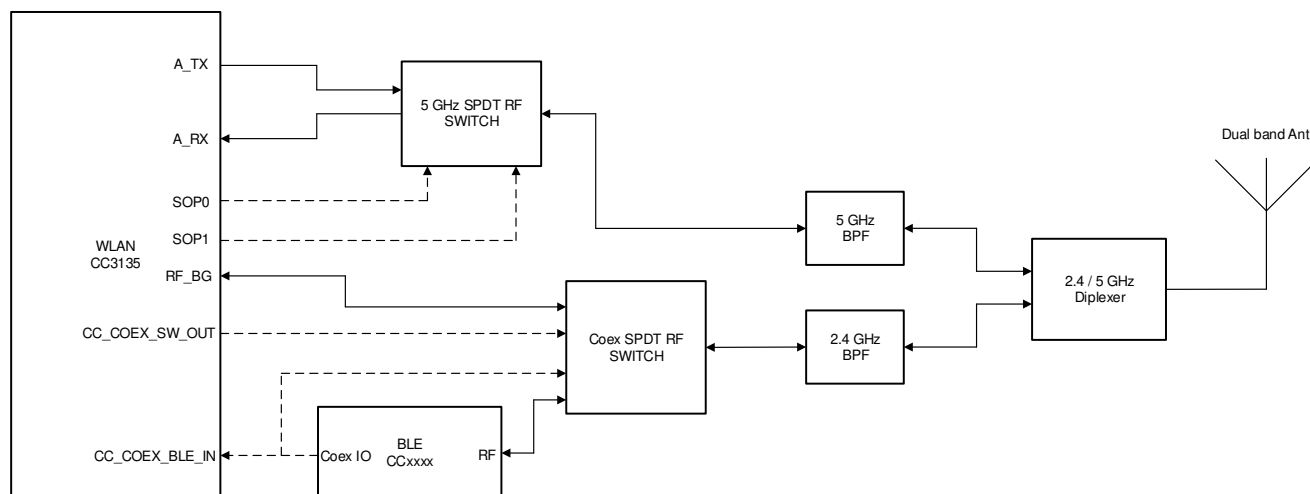 A_TX
A_RX
SOP0
SOP1
WLAN
CC3135
RF_BG
CC_COEX_SW_OUT
CC_COEX_BLE_IN
5 GHz SPDT RF
SWITCH
Coex SPDT RF
SWITCH
Coex IO
BLE
CCxxxx
RF
5 GHz
BPF
2.4 GHz
BPF
2.4 / 5 GHz
Diplexer
Dual band Ant